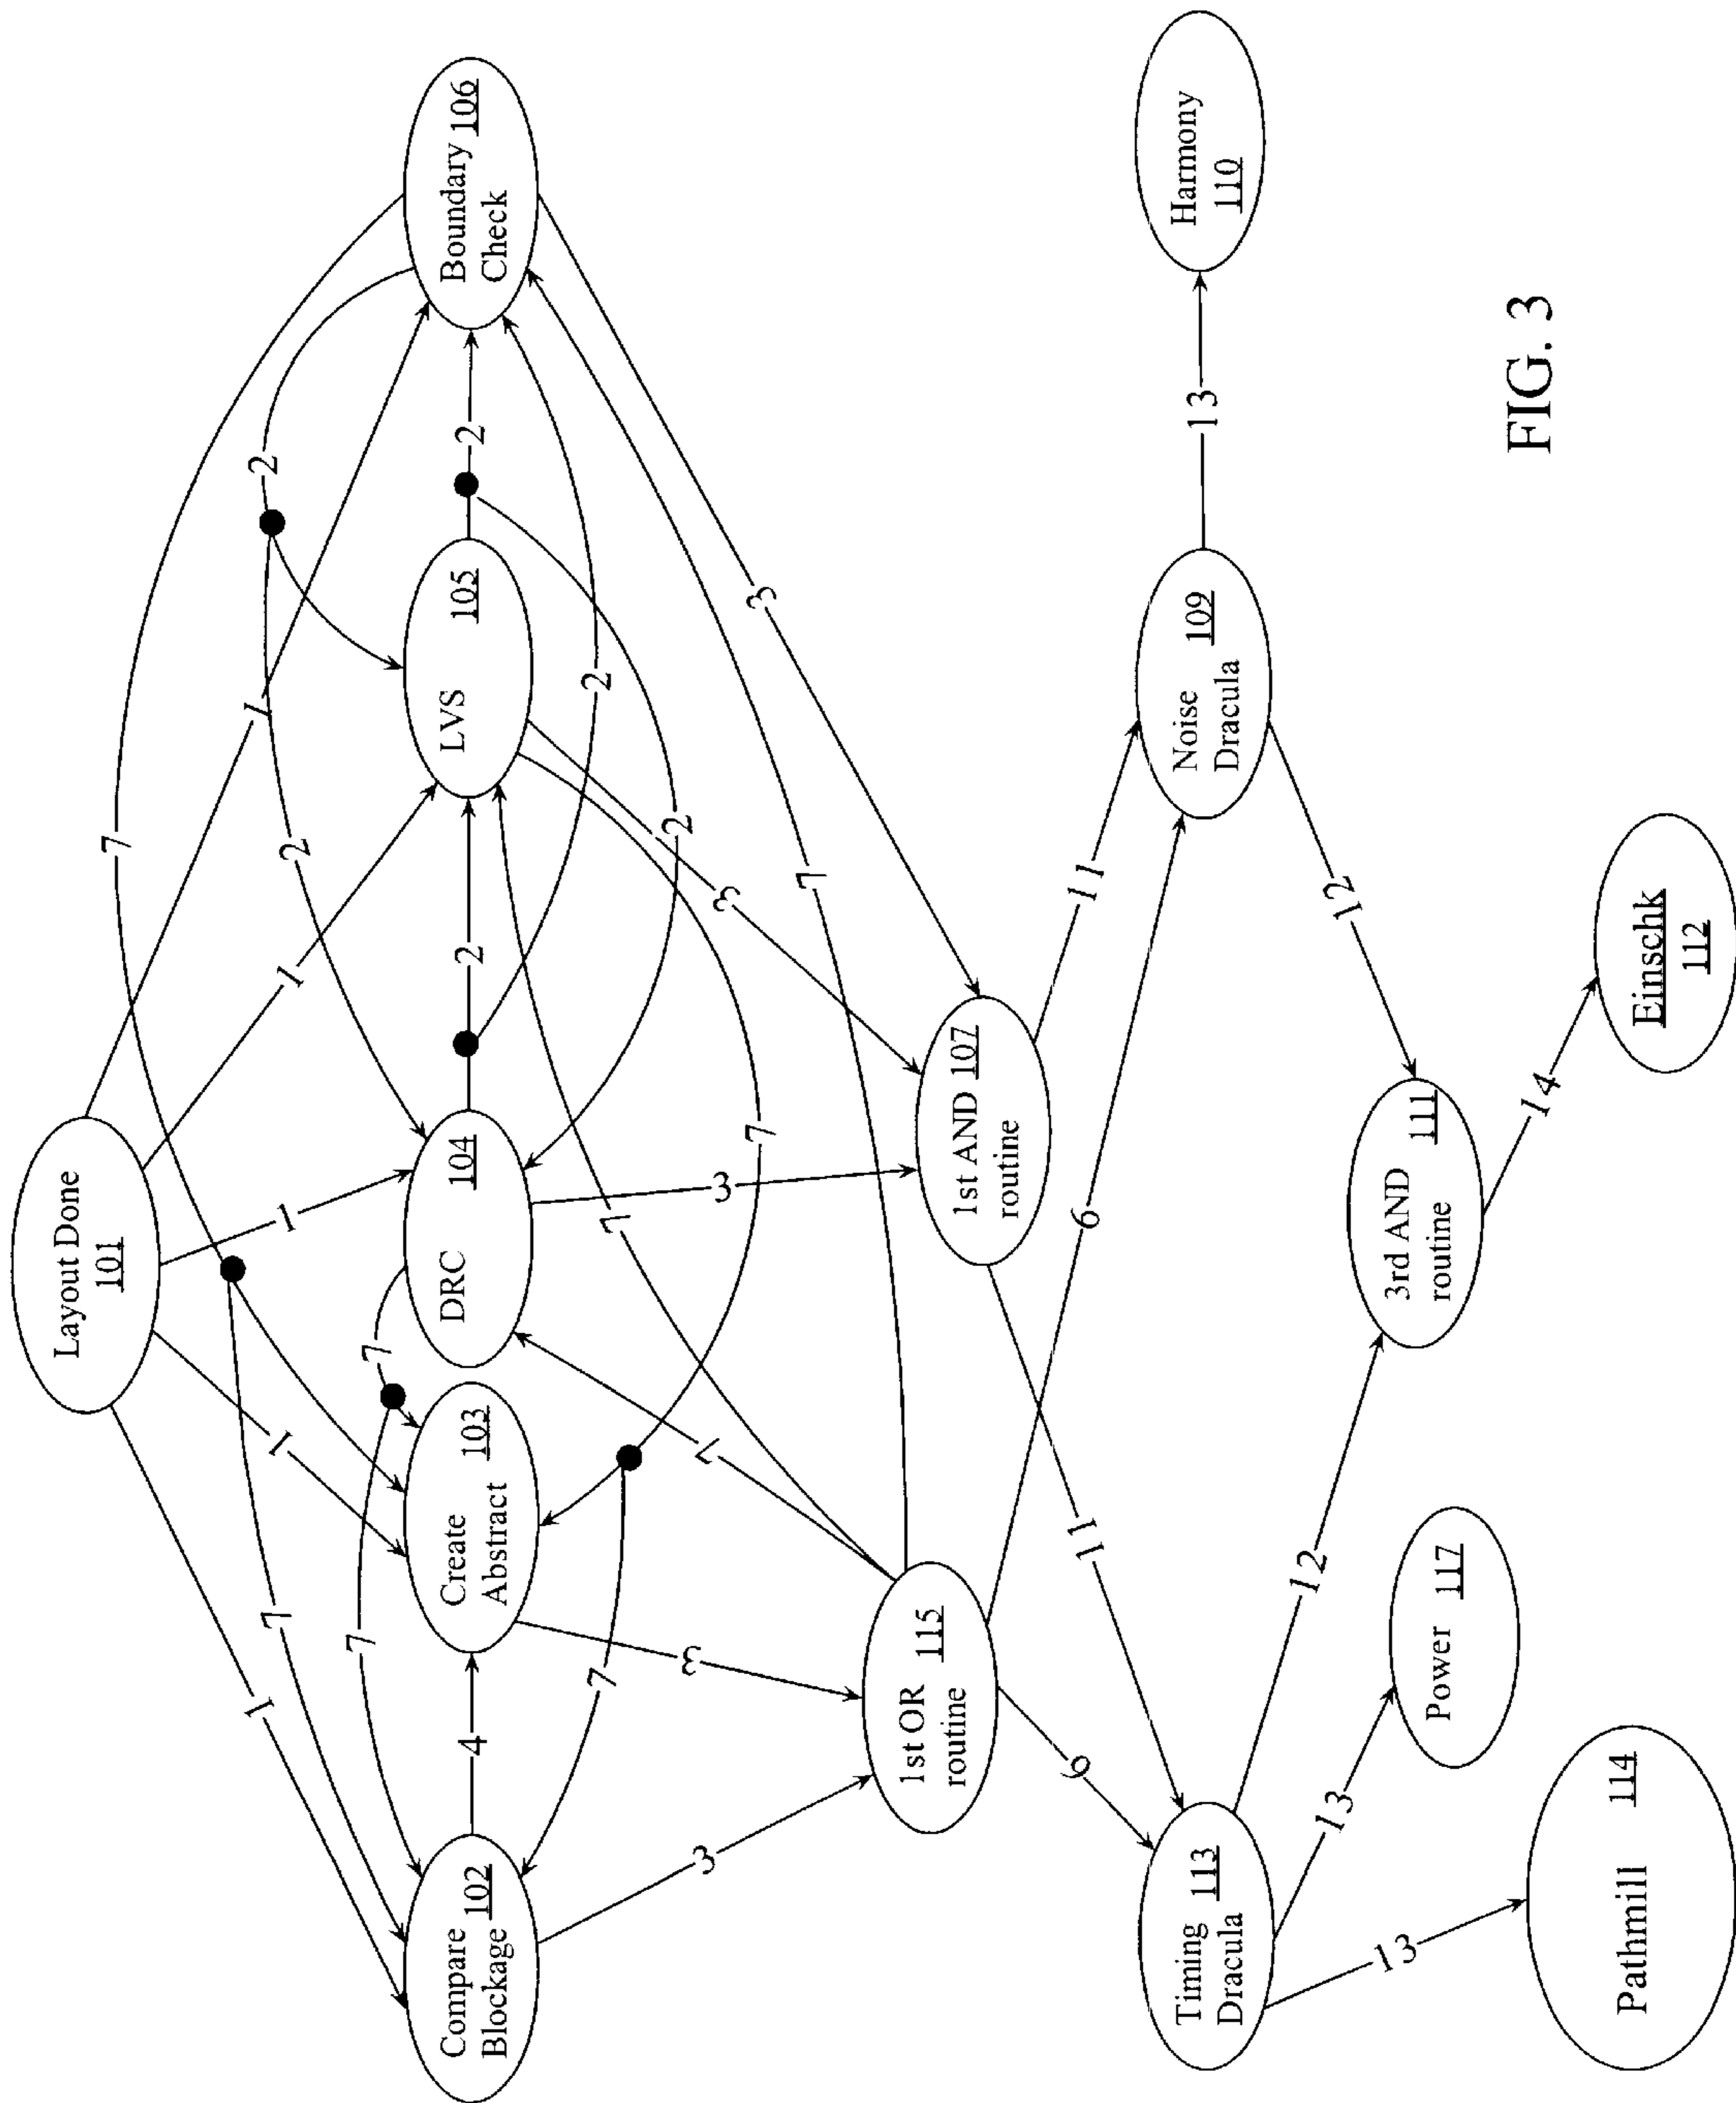 Layout Done
101
1
1
1
1
1
7
2
7
7
7
2
2
2
Compare
Blockage 102
4
Create
Abstract
103
DRC
104
LVS
105
Boundary
Check
106
2
2
7
7
3
3
3
3
3
7
7
7
2
1st OR
routine
115
1st AND
routine
107
6
6
11
11
Timing
Dracula
113
Noise
Dracula
109
13
Harmony
110
13
13
12
12
Pathmill
114
Power 117
3rd AND
routine
111
14
Einschk
112
FIG. 3